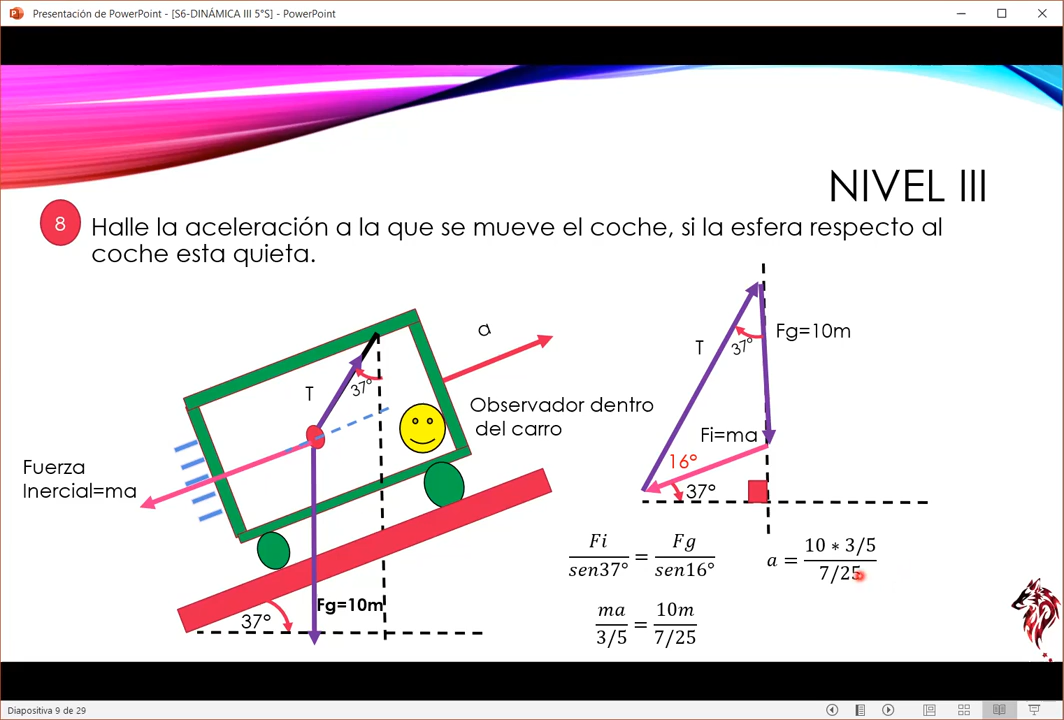 Presentación de PowerPoint - [S6-DINÁMICA III 5°S] - PowerPoint
NIVEL III
8
Halle la aceleración a la que se mueve el coche, si la esfera respecto al
coche esta quieta.
a
T
37°
Observador dentro
del carro
Fuerza
Inercial=ma
Fg=10m
37°
T
37°
Fg=10m
Fi=ma
16°
37°
Fi/sen37° = Fg/sen16°
ma/3/5 = 10m/7/25
a = 10 * 3/5 / 7/25
Diapositiva 9 de 29